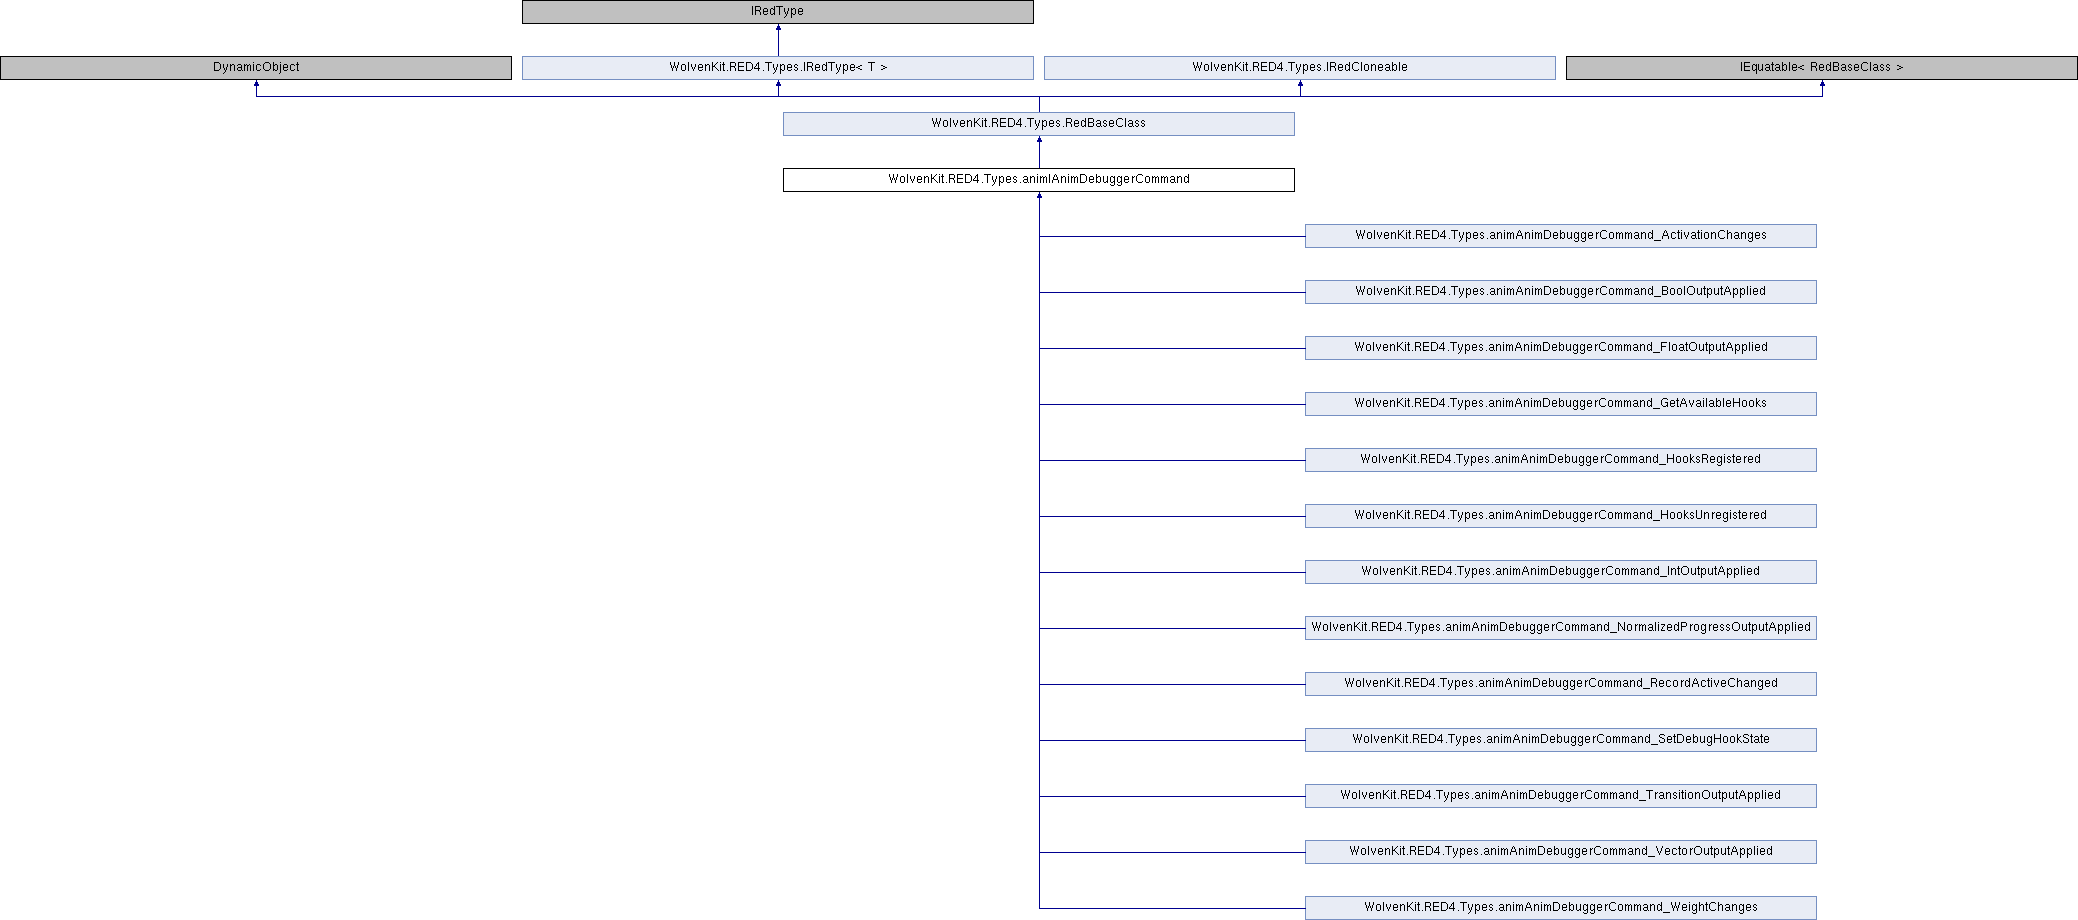 IRedType
DynamicObject
WolvenKit.RED4.Types.IRedType< T >
WolvenKit.RED4.Types.IRedCloneable
IEquatable< RedBaseClass >
WolvenKit.RED4.Types.RedBaseClass
WolvenKit.RED4.Types.animIAnimDebuggerCommand
WolvenKit.RED4.Types.animAnimDebuggerCommand_ActivationChanges
WolvenKit.RED4.Types.animAnimDebuggerCommand_BoolOutputApplied
WolvenKit.RED4.Types.animAnimDebuggerCommand_FloatOutputApplied
WolvenKit.RED4.Types.animAnimDebuggerCommand_GetAvailableHooks
WolvenKit.RED4.Types.animAnimDebuggerCommand_HooksRegistered
WolvenKit.RED4.Types.animAnimDebuggerCommand_HooksUnregistered
WolvenKit.RED4.Types.animAnimDebuggerCommand_IntOutputApplied
WolvenKit.RED4.Types.animAnimDebuggerCommand_NormalizedProgressOutputApplied
WolvenKit.RED4.Types.animAnimDebuggerCommand_RecordActiveChanged
WolvenKit.RED4.Types.animAnimDebuggerCommand_SetDebugHookState
WolvenKit.RED4.Types.animAnimDebuggerCommand_TransitionOutputApplied
WolvenKit.RED4.Types.animAnimDebuggerCommand_VectorOutputApplied
WolvenKit.RED4.Types.animAnimDebuggerCommand_WeightChanges